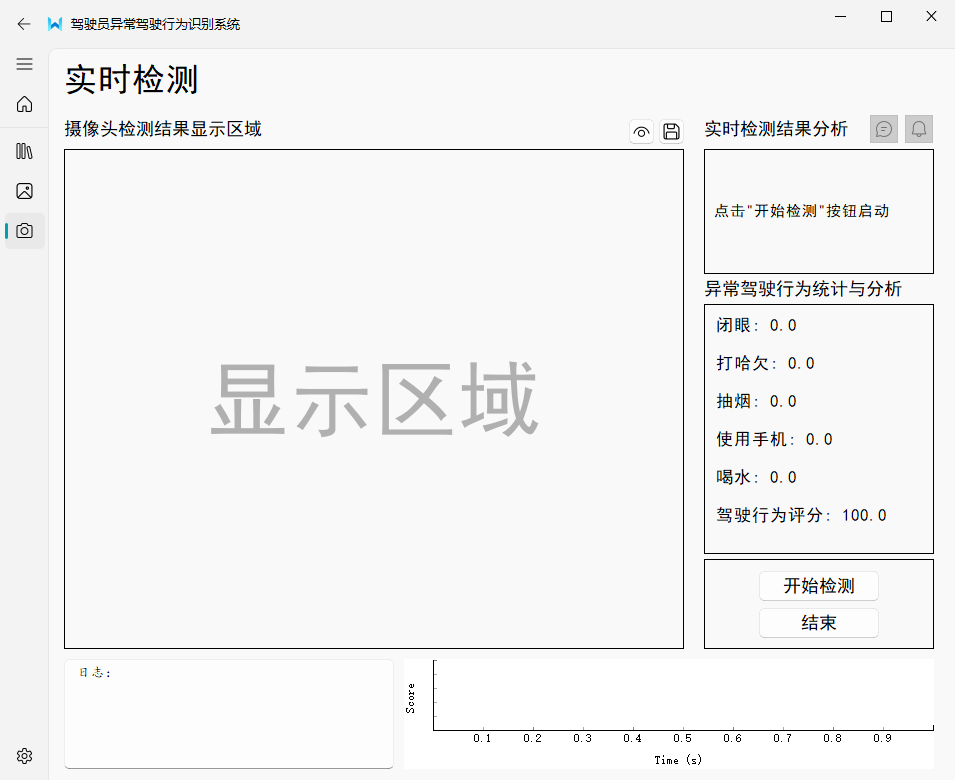 驾驶员异常驾驶行为识别系统
实时检测
摄像头检测结果显示区域
实时检测结果分析
显示区域
点击"开始检测"按钮启动
异常驾驶行为统计与分析
闭眼: 0.0
打哈欠: 0.0
抽烟: 0.0
使用手机: 0.0
喝水: 0.0
驾驶行为评分: 100.0
开始检测
结束
日志:
Score
0.1 0.2 0.3 0.4 0.5 0.6 0.7 0.8 0.9
Time (s)